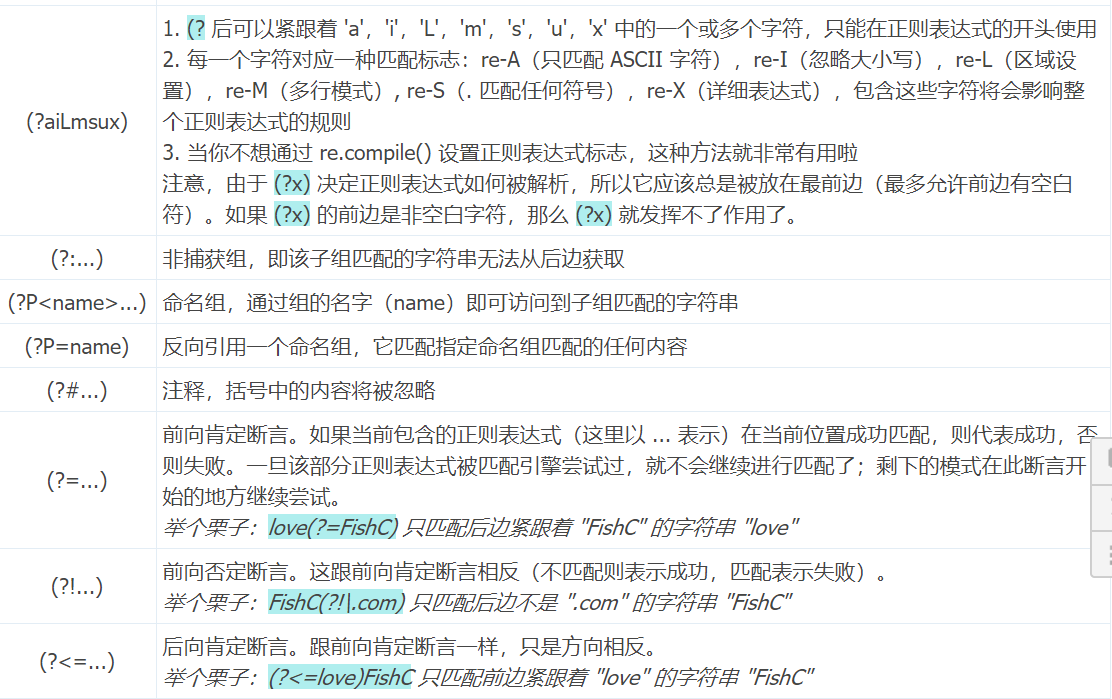 (?aiLmsux)
1. (? 后可以紧跟着 'a'，'i'，'L'，'m'，'s'，'u'，'x' 中的一个或多个字符，只能在正则表达式的开头使用
2. 每一个字符对应一种匹配标志：re-A（只匹配 ASCII 字符），re-I（忽略大小写），re-L（区域设
置），re-M（多行模式）, re-S（. 匹配任何符号），re-X（详细表达式），包含这些字符将会影响整
个正则表达式的规则
3. 当你不想通过 re.compile() 设置正则表达式标志，这种方法就非常有用啦
注意，由于 (?x) 决定正则表达式如何被解析，所以它应该总是被放在最前边（最多允许前边有空白
符）。如果 (?x) 的前边是非空白字符，那么 (?x) 就发挥不了作用了。
(?:...)
非捕获组，即该子组匹配的字符串无法从后边获取
(?P<name>...)
命名组，通过组的名字（name）即可访问到子组匹配的字符串
(?P=name)
反向引用一个命名组，它匹配指定命名组匹配的任何内容
(?#...)
注释，括号中的内容将被忽略
(?=...)
前向肯定断言。如果当前包含的正则表达式（这里以 ... 表示）在当前位置成功匹配，则代表成功，否
则失败。一旦该部分正则表达式被匹配引擎尝试过，就不会继续进行匹配了；剩下的模式在此断言开
始的地方继续尝试。
举个栗子：love(?=FishC) 只匹配后边紧跟着 "FishC" 的字符串 "love"
(?!...)
前向否定断言。这跟前向肯定断言相反（不匹配则表示成功，匹配表示失败）。
举个栗子：FishC(?!\.com) 只匹配后边不是 ".com" 的字符串 "FishC"
(?<=...)
后向肯定断言。跟前向肯定断言一样，只是方向相反。
举个栗子：(?<=love)FishC 只匹配前边紧跟着 "love" 的字符串 "FishC"